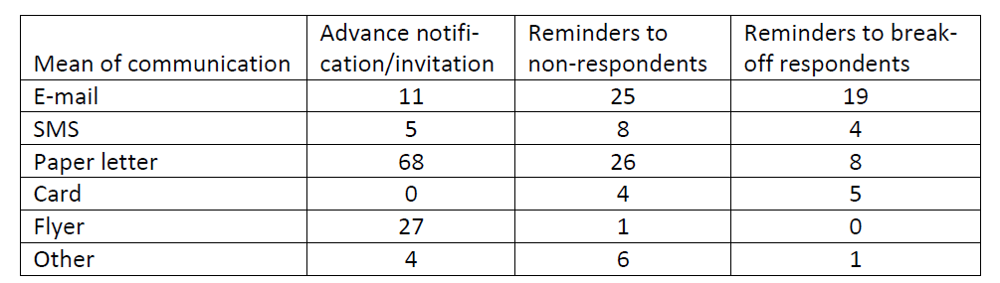 Mean of communication Advance notifi-cation/invitation Reminders to non-respondents Reminders to break-off respondents
E-mail 11 25 19
SMS 5 8 4
Paper letter 68 26 8
Card 0 4 5
Flyer 27 1 0
Other 4 6 1